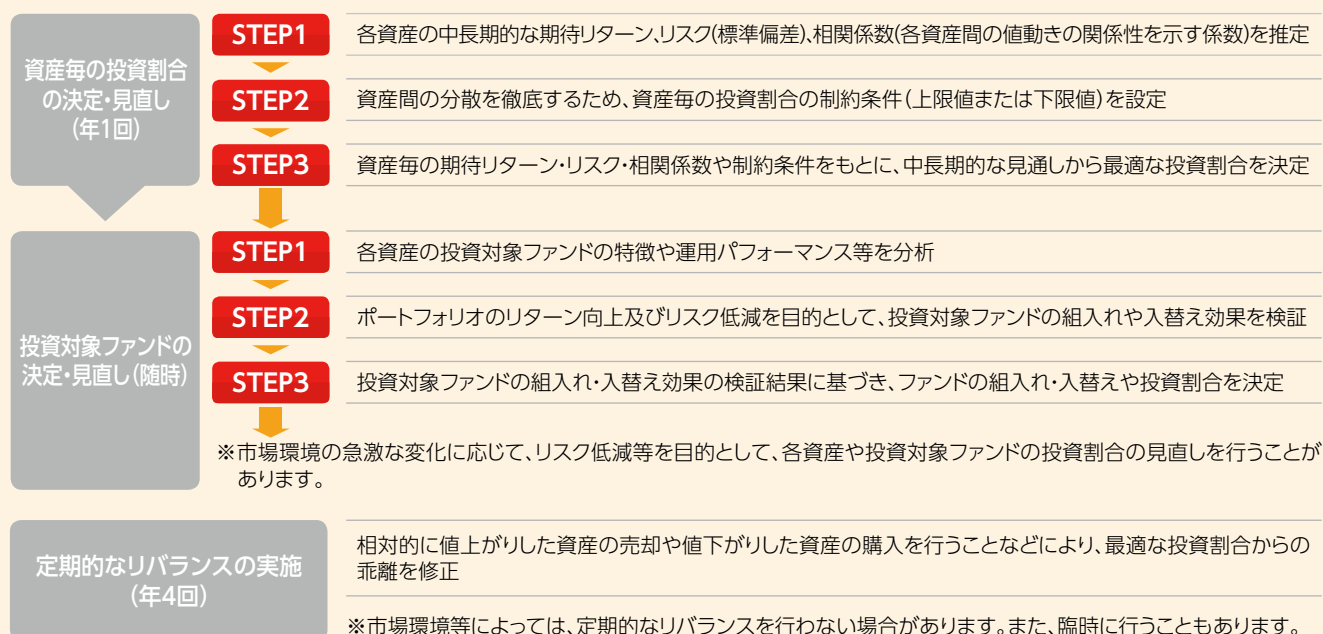 資産毎の投資割合
の決定・見直し
(年1回)
STEP1
各資産の中長期的な期待リターン、リスク(標準偏差)、相関係数(各資産間の値動きの関係性を示す係数)を推定
STEP2
資産間の分散を徹底するため、資産毎の投資割合の制約条件(上限値または下限値)を設定
STEP3
資産毎の期待リターン・リスク・相関係数や制約条件をもとに、中長期的な見通しから最適な投資割合を決定
投資対象ファンドの
決定・見直し(随時)
STEP1
各資産の投資対象ファンドの特徴や運用パフォーマンス等を分析
STEP2
ポートフォリオのリターン向上及びリスク低減を目的として、投資対象ファンドの組入れや入替え効果を検証
STEP3
投資対象ファンドの組入れ・入替え効果の検証結果に基づき、ファンドの組入れ・入替えや投資割合を決定
※市場環境の急激な変化に応じて、リスク低減等を目的として、各資産や投資対象ファンドの投資割合の見直しを行うことが
あります。
定期的なリバランスの実施
(年4回)
相対的に値上がりした資産の売却や値下がりした資産の購入を行うことなどにより、最適な投資割合からの
乖離を修正
※市場環境等によっては、定期的なリバランスを行わない場合があります。また、臨時に行うこともあります。